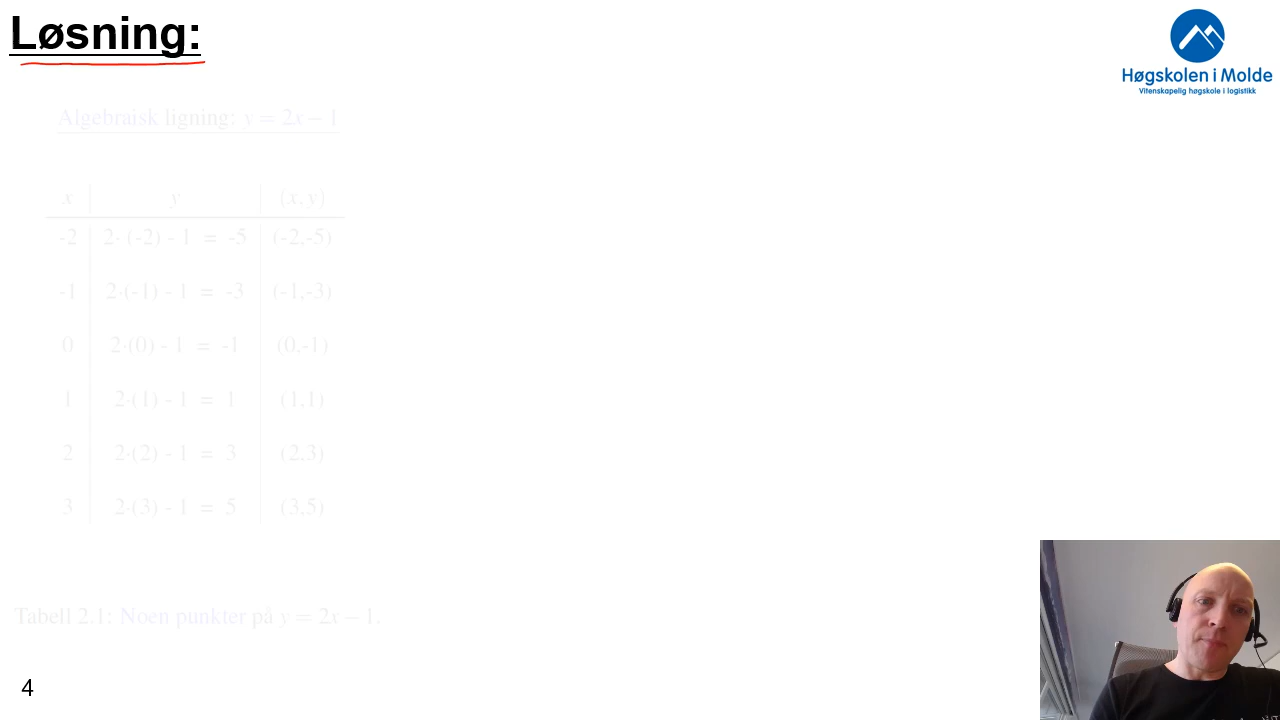 Løsning:
Høgskolen i Molde
Vitenskapelig høgskole i logistikk
Algebraisk ligning: y = 2x − 1
x y (x, y)
-2 2· (-2) - 1 = -5 (-2,-5)
-1 2·(-1) - 1 = -3 (-1,-3)
0 2·(0) - 1 = -1 (0,-1)
1 2·(1) - 1 = 1 (1,1)
2 2·(2) - 1 = 3 (2,3)
3 2·(3) - 1 = 5 (3,5)
Tabell 2.1: Noen punkter på y = 2x − 1.
4